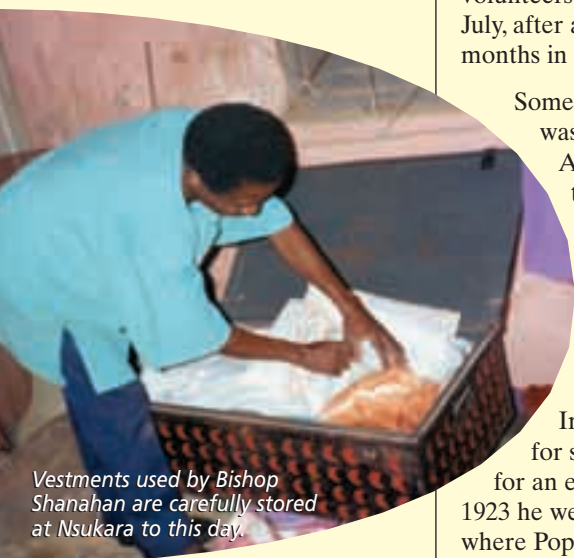 volunteers
July, after a
months in
Some
was
A
t
In
for s
for an e
1923 he we
where Pop
Vestments used by Bishop
Shanahan are carefully stored
at Nsukara to this day.